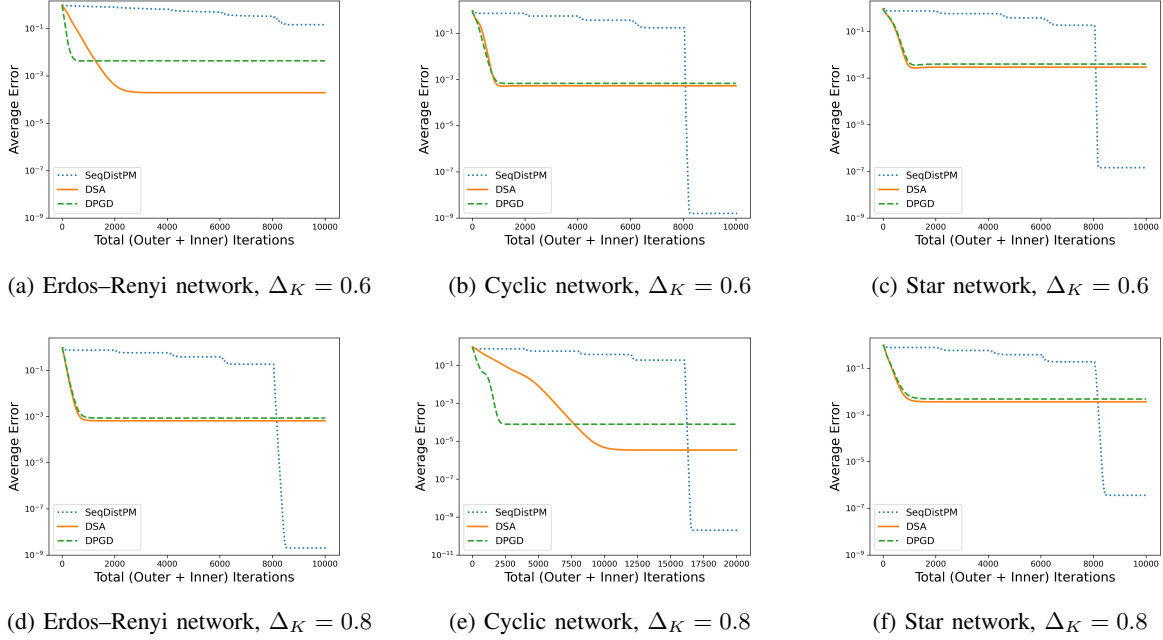 Average Error
10⁻¹
10⁻³
10⁻⁵
10⁻⁷
10⁻⁹
SeqDistPM
DSA
DPGD
0 2000 4000 6000 8000 10000
Total (Outer + Inner) Iterations
(a) Erdos–Renyi network, Δ_K = 0.6
Average Error
10⁻¹
10⁻³
10⁻⁵
10⁻⁷
10⁻⁹
SeqDistPM
DSA
DPGD
0 2000 4000 6000 8000 10000
Total (Outer + Inner) Iterations
(b) Cyclic network, Δ_K = 0.6
Average Error
10⁻¹
10⁻³
10⁻⁵
10⁻⁷
10⁻⁹
SeqDistPM
DSA
DPGD
0 2000 4000 6000 8000 10000
Total (Outer + Inner) Iterations
(c) Star network, Δ_K = 0.6
Average Error
10⁻¹
10⁻³
10⁻⁵
10⁻⁷
10⁻⁹
SeqDistPM
DSA
DPGD
0 2000 4000 6000 8000 10000
Total (Outer + Inner) Iterations
(d) Erdos–Renyi network, Δ_K = 0.8
Average Error
10⁻¹
10⁻³
10⁻⁵
10⁻⁷
10⁻⁹
10⁻¹¹
SeqDistPM
DSA
DPGD
0 2500 5000 7500 10000 12500 15000 17500 20000
Total (Outer + Inner) Iterations
(e) Cyclic network, Δ_K = 0.8
Average Error
10⁻¹
10⁻³
10⁻⁵
10⁻⁷
10⁻⁹
SeqDistPM
DSA
DPGD
0 2000 4000 6000 8000 10000
Total (Outer + Inner) Iterations
(f) Star network, Δ_K = 0.8